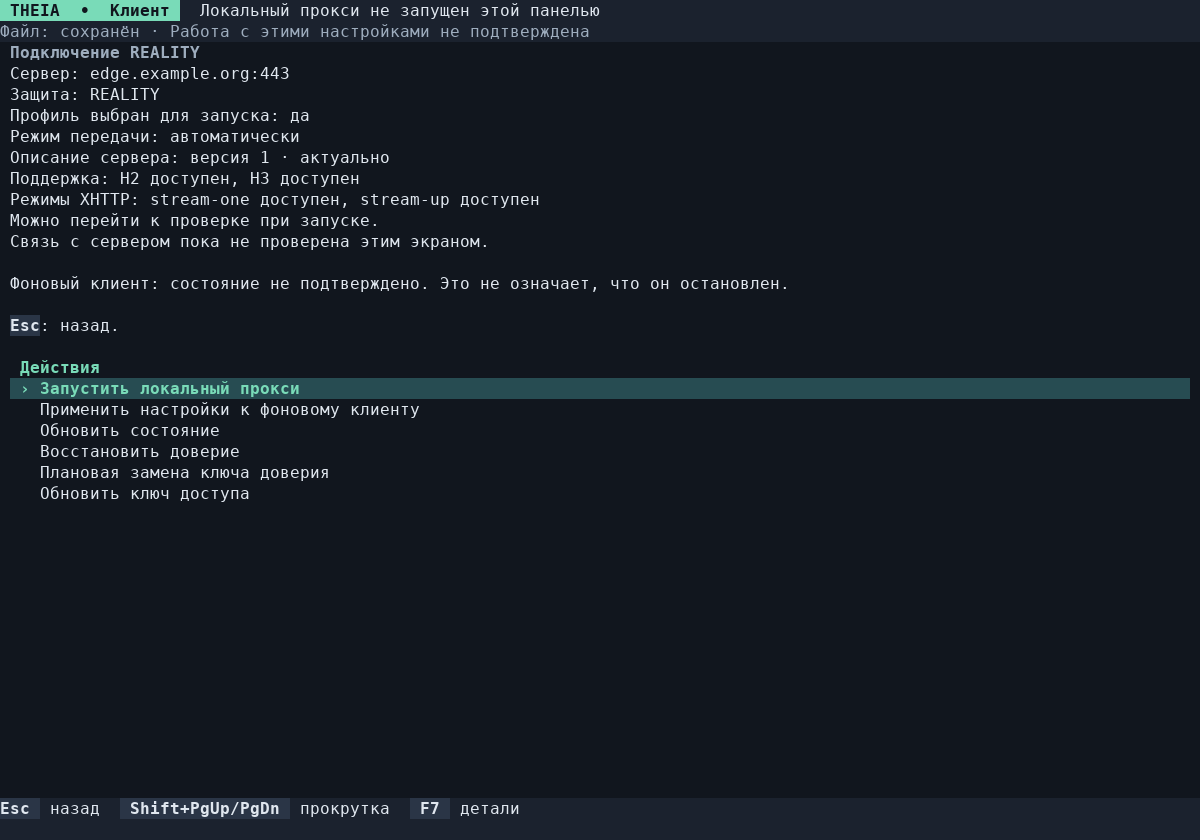 THEIA • Клиент Локальный прокси не запущен этой панелью
Файл: сохранён · Работа с этими настройками не подтверждена
Подключение REALITY
Сервер: edge.example.org:443
Защита: REALITY
Профиль выбран для запуска: да
Режим передачи: автоматически
Описание сервера: версия 1 · актуально
Поддержка: H2 доступен, H3 доступен
Режимы XHTTP: stream-one доступен, stream-up доступен
Можно перейти к проверке при запуске.
Связь с сервером пока не проверена этим экраном.
Фоновый клиент: состояние не подтверждено. Это не означает, что он остановлен.
Esc: назад.
Действия
› Запустить локальный прокси
Применить настройки к фоновому клиенту
Обновить состояние
Восстановить доверие
Плановая замена ключа доверия
Обновить ключ доступа
Esc назад Shift+PgUp/PgDn прокрутка F7 детали